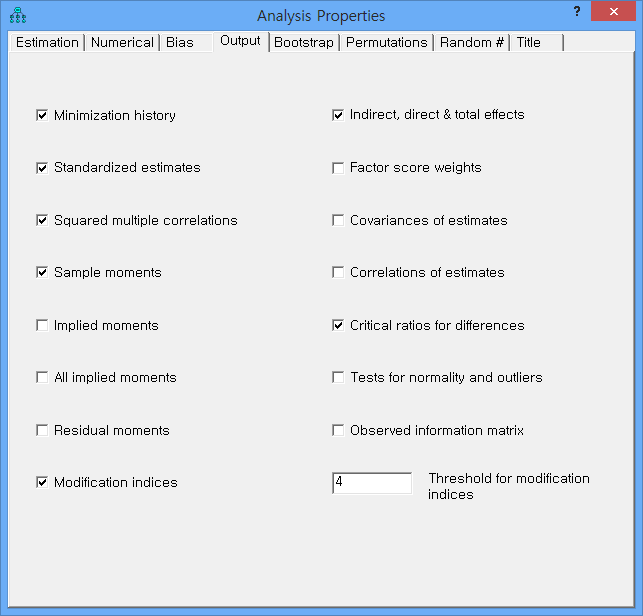 Analysis Properties
?
Estimation Numerical Bias Output Bootstrap Permutations Random # Title
Minimization history
Indirect, direct & total effects
Standardized estimates
Factor score weights
Squared multiple correlations
Covariances of estimates
Sample moments
Correlations of estimates
Implied moments
Critical ratios for differences
All implied moments
Tests for normality and outliers
Residual moments
Observed information matrix
Modification indices
4
Threshold for modification
indices